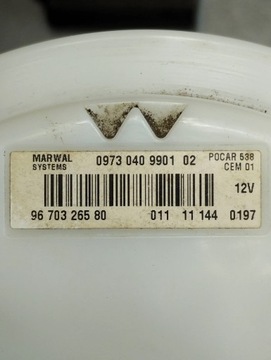 MARWAL 0973 040 9901 02 POCAR 538
SYSTEMS CEM 01
12V
96 703 265 80 011 11 144 0197